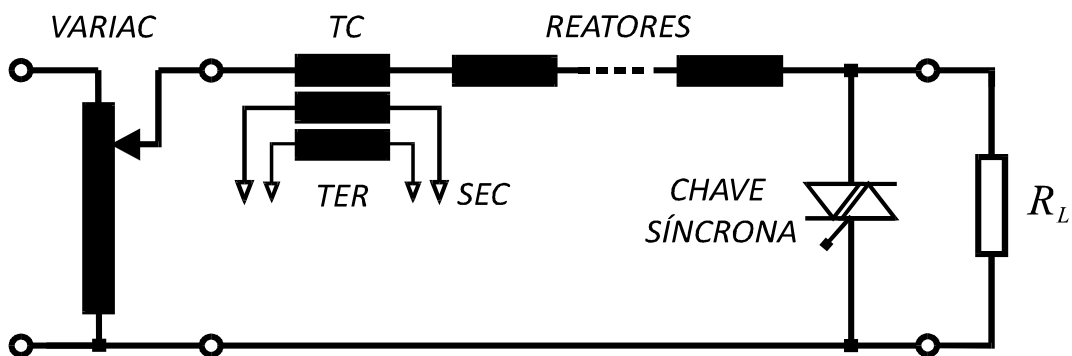 VARIAC
TC
REATORES
TER
SEC
CHAVE
SÍNCRONA
R_L